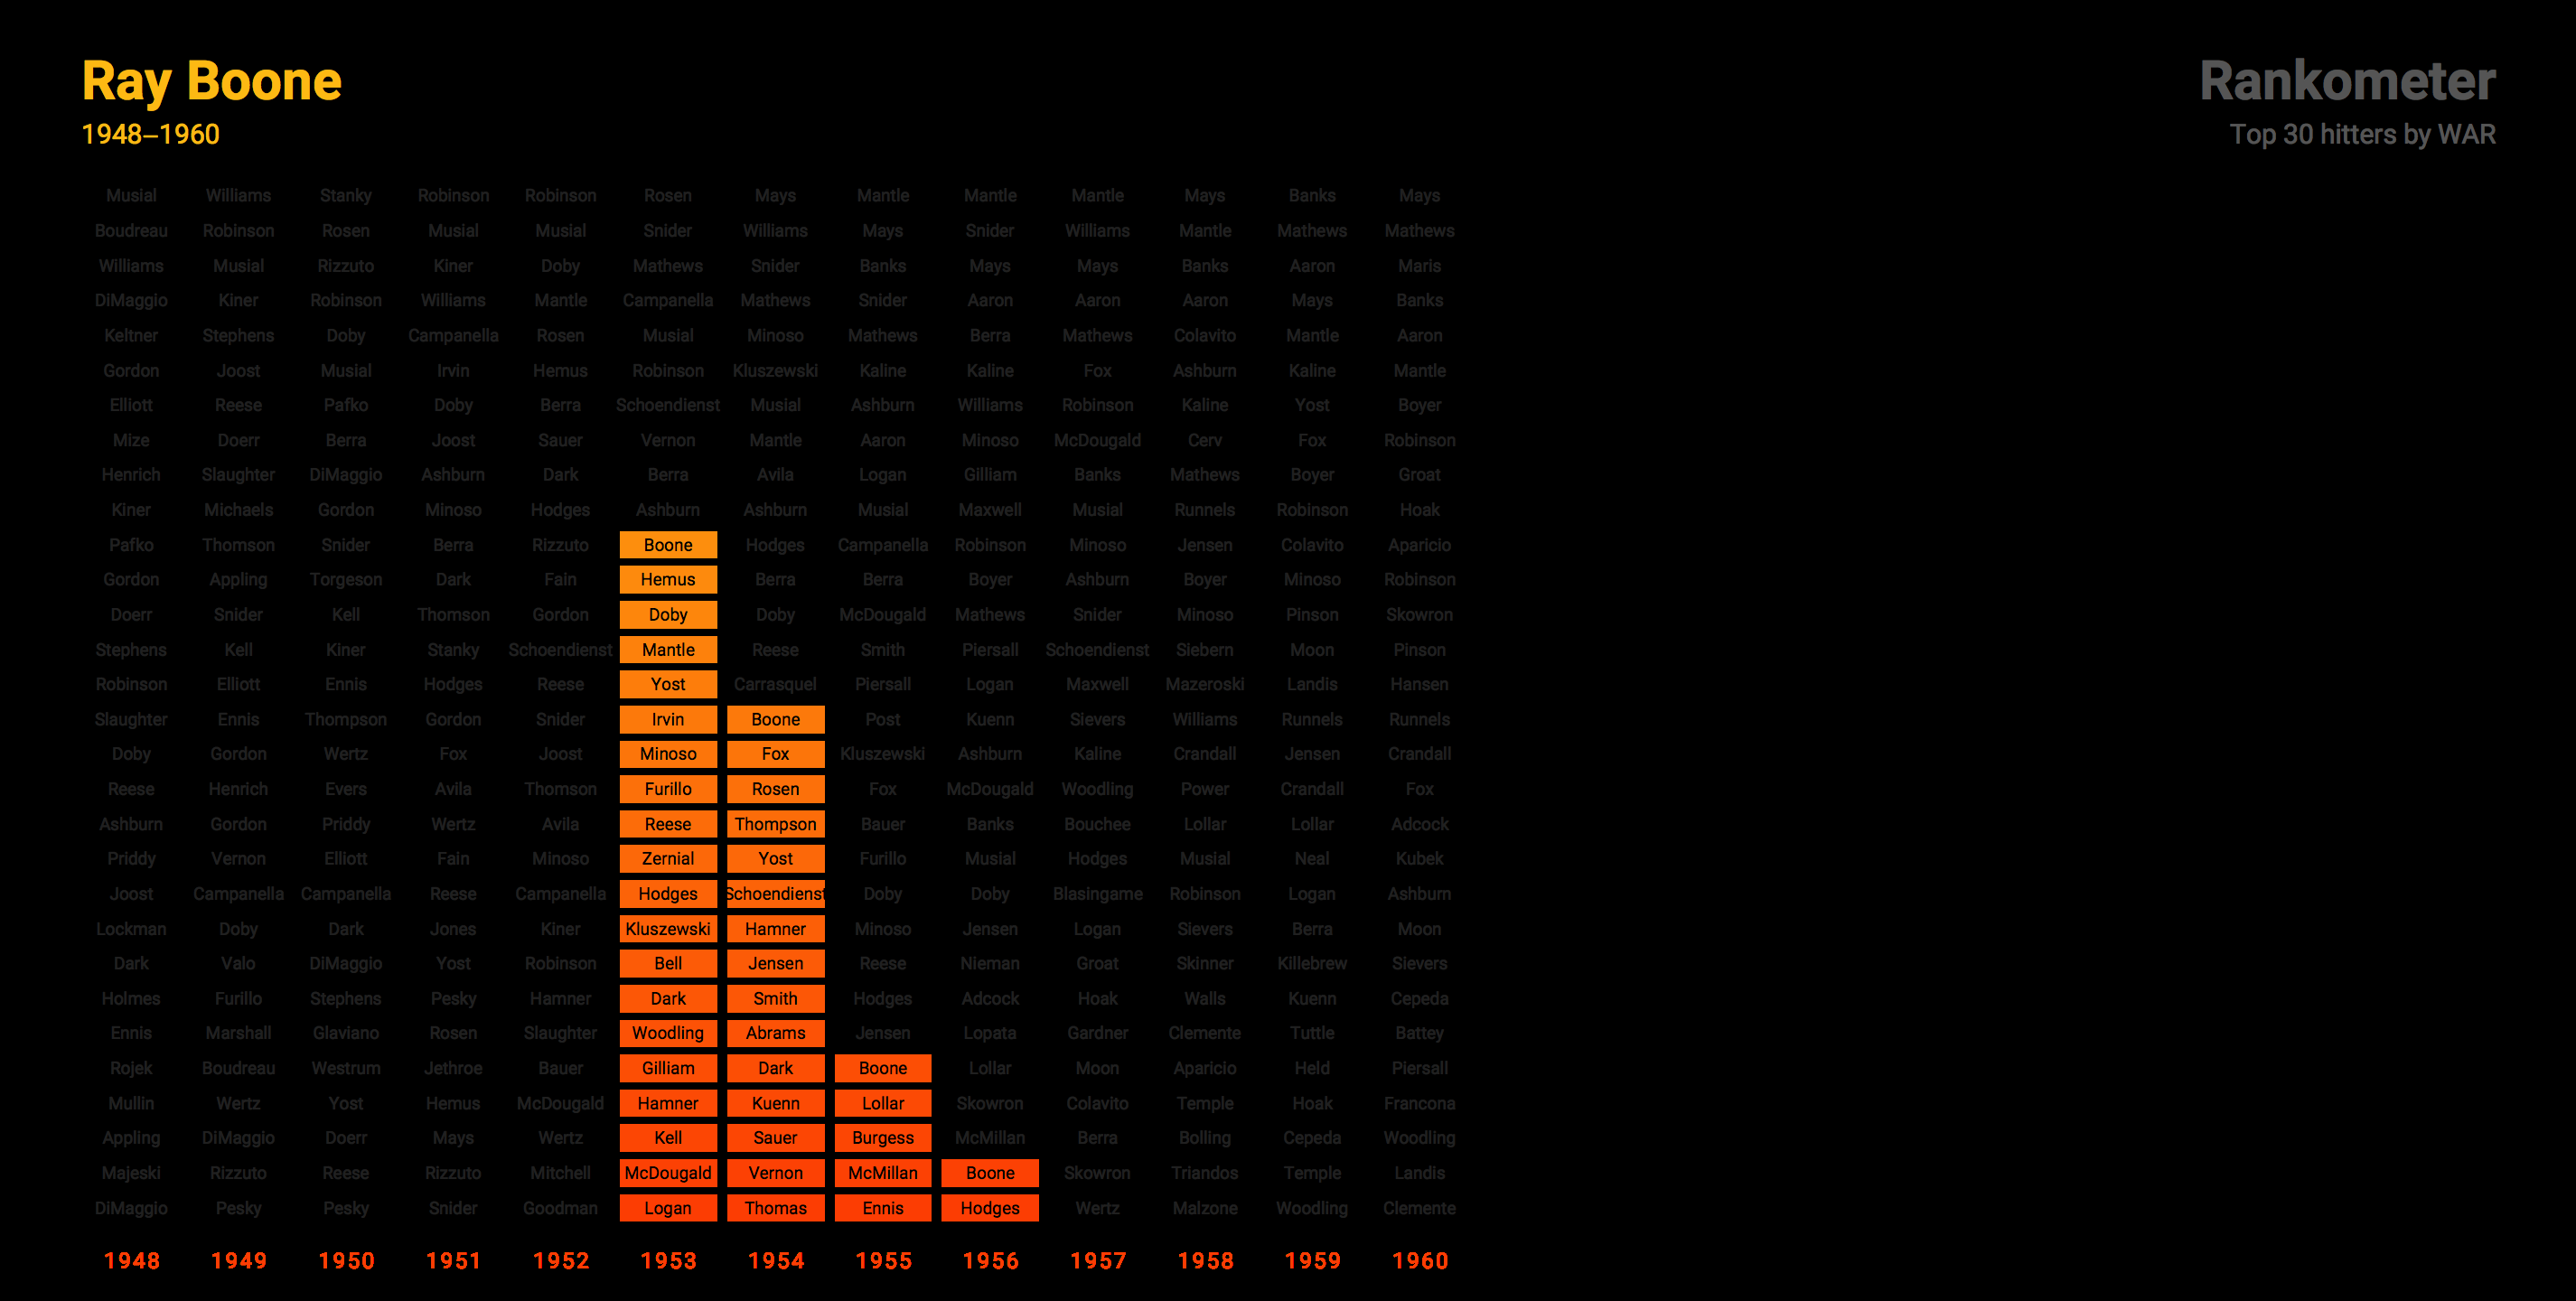 Ray Boone
1948–1960
Rankometer
Top 30 hitters by WAR
Musial Williams Stanky Robinson Robinson Rosen Mays Mantle Mantle Mantle Mays Banks Mays
Boudreau Robinson Rosen Musial Musial Snider Williams Mays Snider Williams Mantle Mathews Mathews
Williams Musial Rizzuto Kiner Doby Mathews Snider Banks Mays Mays Banks Aaron Maris
DiMaggio Kiner Robinson Williams Mantle Campanella Mathews Snider Aaron Aaron Aaron Mays Banks
Keltner Stephens Doby Campanella Rosen Musial Minoso Mathews Berra Mathews Colavito Mantle Aaron
Gordon Joost Musial Irvin Hemus Robinson Kluszewski Kaline Kaline Fox Ashburn Kaline Mantle
Elliott Reese Pafko Doby Berra Schoendienst Musial Ashburn Williams Robinson Kaline Yost Boyer
Mize Doerr Berra Joost Sauer Vernon Mantle Aaron Minoso McDougald Cerv Fox Robinson
Henrich Slaughter DiMaggio Ashburn Dark Berra Avila Logan Gilliam Banks Mathews Boyer Groat
Kiner Michaels Gordon Minoso Hodges Ashburn Ashburn Musial Maxwell Musial Runnels Robinson Hoak
Pafko Thomson Snider Berra Rizzuto Boone Hodges Campanella Robinson Minoso Jensen Colavito Aparicio
Gordon Appling Torgeson Dark Fain Hemus Berra Berra Boyer Ashburn Boyer Minoso Robinson
Doerr Snider Kell Thomson Gordon Doby Doby McDougald Mathews Snider Minoso Pinson Skowron
Stephens Kell Kiner Stanky Schoendienst Mantle Reese Smith Piersall Schoendienst Siebern Moon Pinson
Robinson Elliott Ennis Hodges Reese Yost Carrasquel Piersall Logan Maxwell Mazeroski Landis Hansen
Slaughter Ennis Thompson Gordon Snider Irvin Boone Post Kuenn Sievers Williams Runnels Runnels
Doby Gordon Wertz Fox Joost Minoso Fox Kluszewski Ashburn Kaline Crandall Jensen Crandall
Reese Henrich Evers Avila Thomson Furillo Rosen Fox McDougald Woodling Power Crandall Fox
Ashburn Gordon Priddy Wertz Avila Reese Thompson Bauer Banks Bouchee Lollar Lollar Adcock
Priddy Vernon Elliott Fain Minoso Zernial Yost Furillo Musial Hodges Musial Neal Kubek
Joost Campanella Campanella Reese Campanella Hodges Schoendienst Doby Doby Blasingame Robinson Logan Ashburn
Lockman Doby Dark Jones Kiner Kluszewski Hamner Minoso Jensen Logan Sievers Berra Moon
Dark Valo DiMaggio Yost Robinson Bell Jensen Reese Nieman Groat Skinner Killebrew Sievers
Holmes Furillo Stephens Pesky Hamner Dark Smith Hodges Adcock Hoak Walls Kuenn Cepeda
Ennis Marshall Glaviano Rosen Slaughter Woodling Abrams Jensen Lopata Gardner Clemente Tuttle Battey
Rojek Boudreau Westrum Jethroe Bauer Gilliam Dark Boone Lollar Moon Aparicio Held Piersall
Mullin Wertz Yost Hemus McDougald Hamner Kuenn Lollar Skowron Colavito Temple Hoak Francona
Appling DiMaggio Doerr Mays Wertz Kell Sauer Burgess McMillan Berra Bolling Cepeda Woodling
Majeski Rizzuto Reese Rizzuto Mitchell McDougald Vernon McMillan Boone Skowron Triandos Temple Landis
DiMaggio Pesky Pesky Snider Goodman Logan Thomas Ennis Hodges Wertz Malzone Woodling Clemente
1948 1949 1950 1951 1952 1953 1954 1955 1956 1957 1958 1959 1960